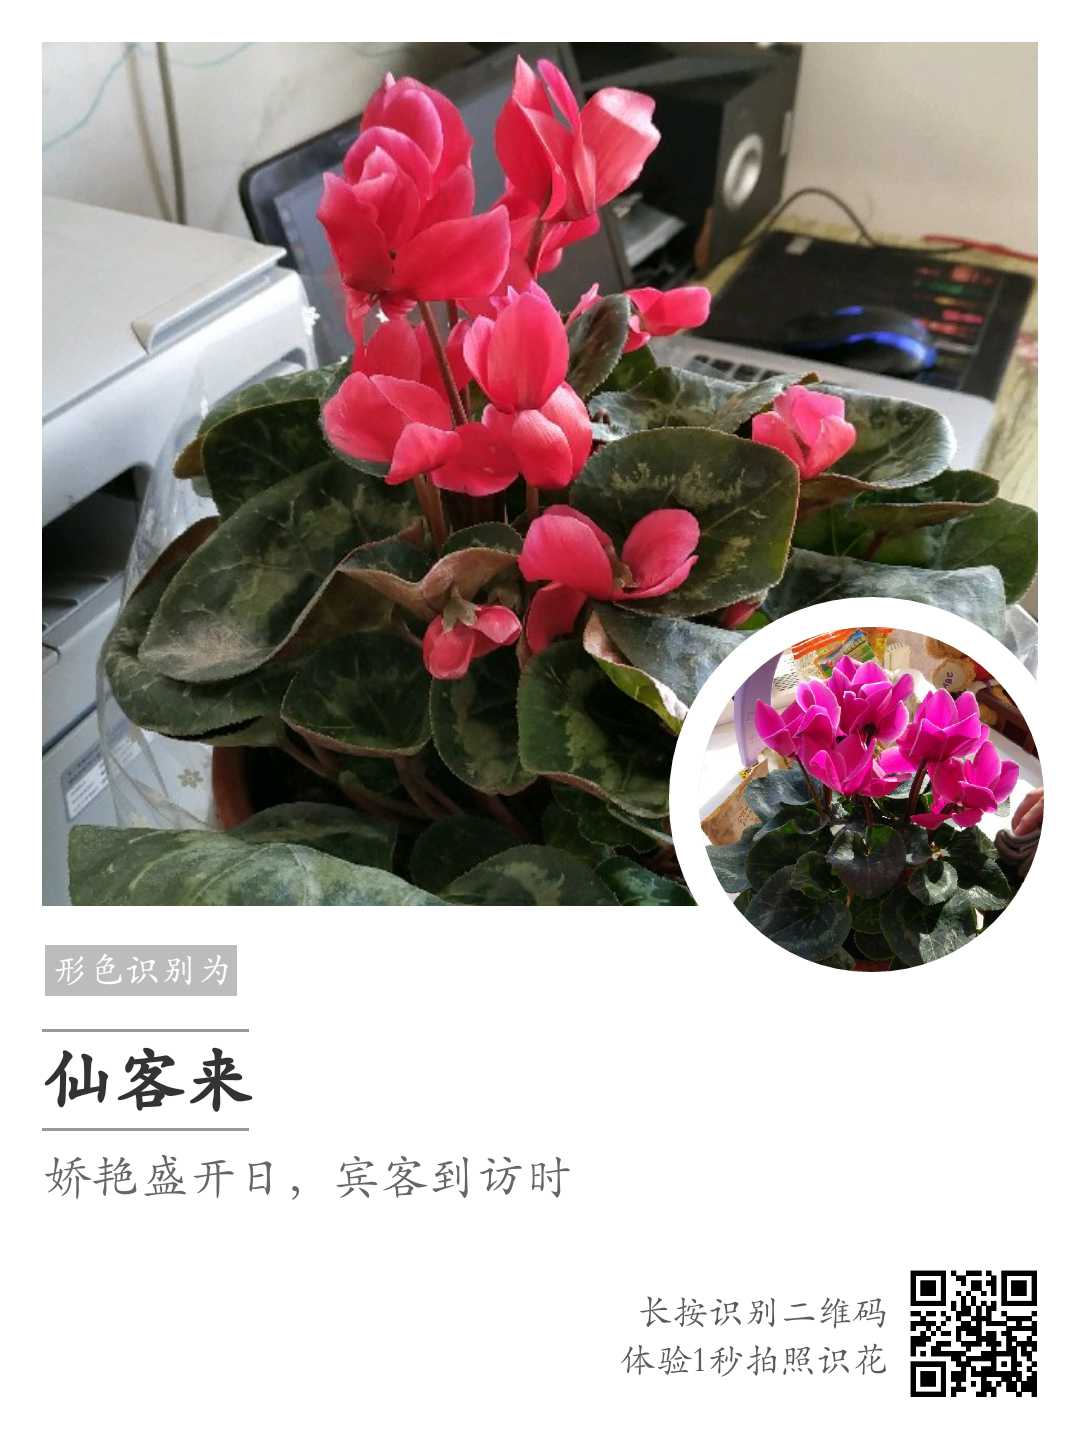 形色识别为
仙客来
娇艳盛开日，宾客到访时
长按识别二维码
体验1秒拍照识花